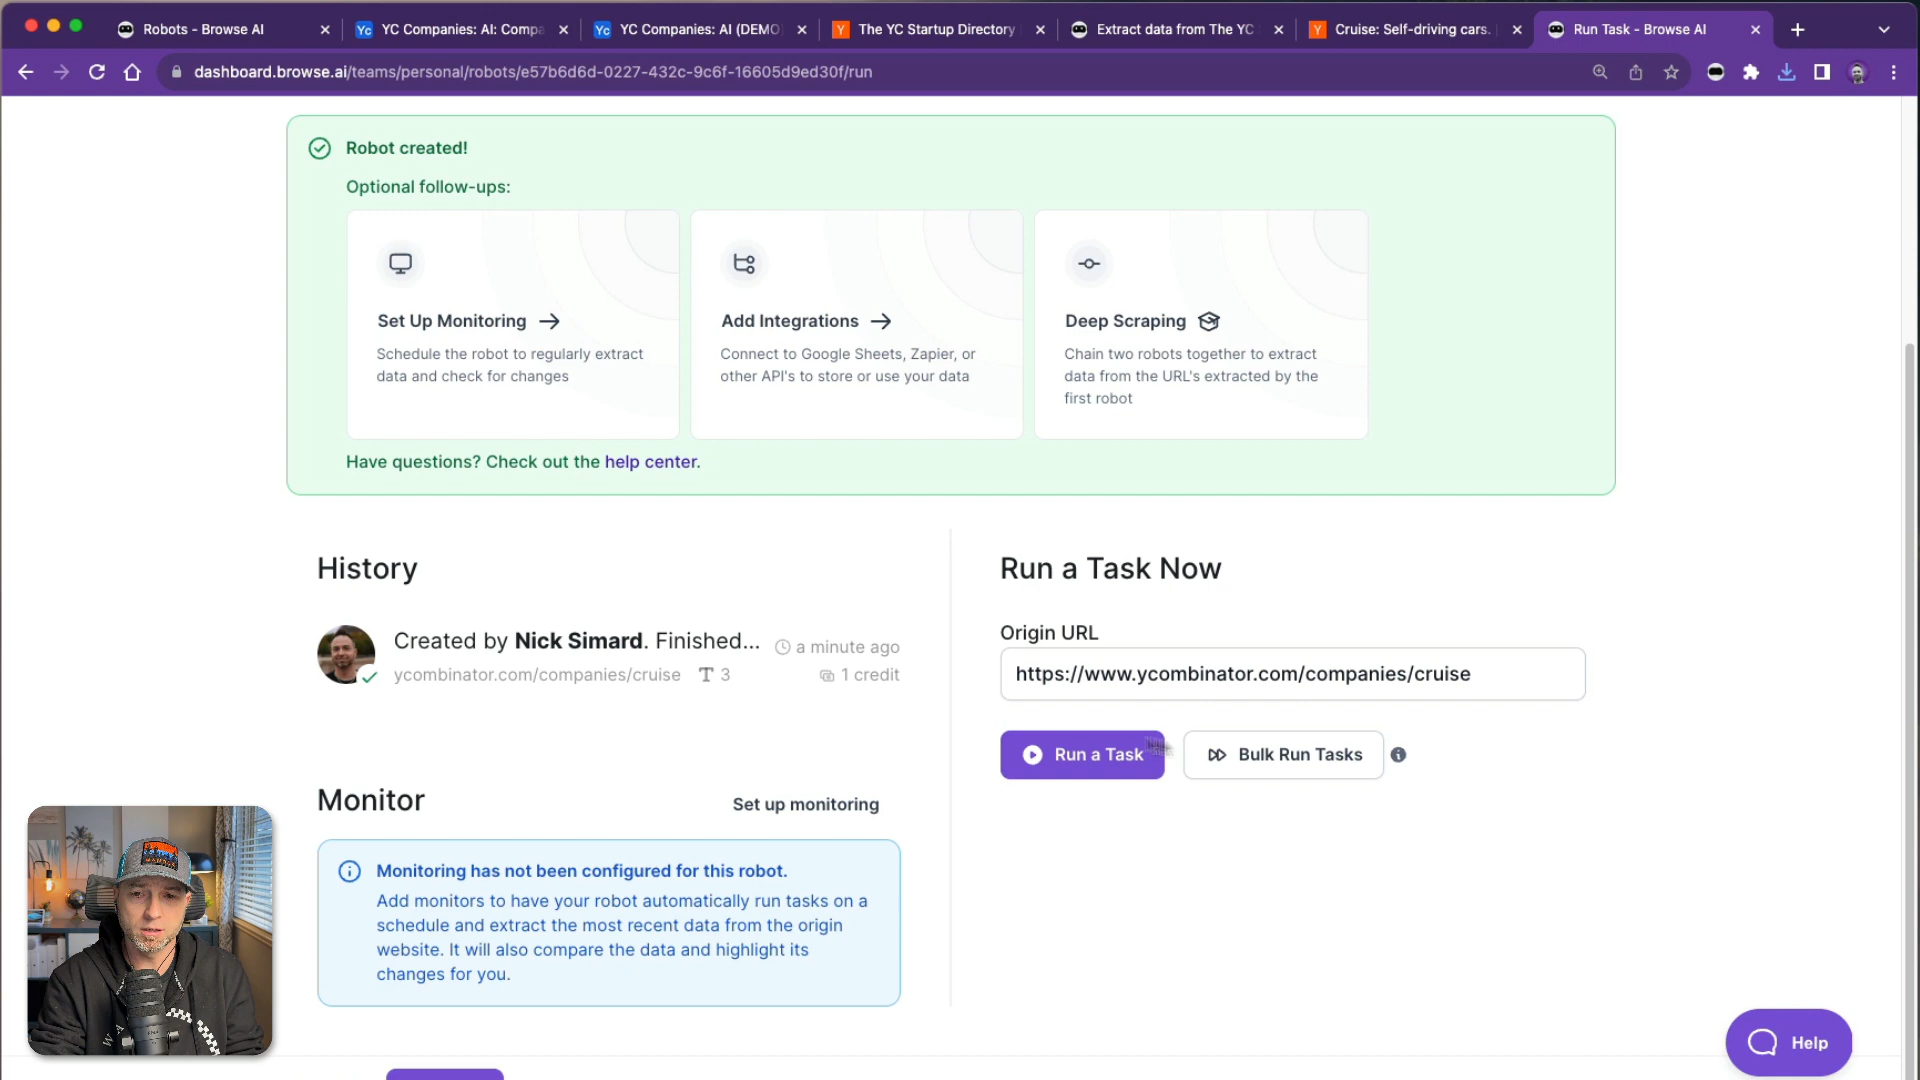 Robots - Browse AI
YC Companies: AI: Compa
YC Companies: AI (DEMO)
The YC Startup Directory
Extract data from The YC
Cruise: Self-driving cars.
Run Task - Browse AI
dashboard.browse.ai/teams/personal/robots/e57b6d6d-0227-432c-9c6f-16605d9ed30f/run
Robot created!
Optional follow-ups:
Set Up Monitoring
Schedule the robot to regularly extract
data and check for changes
Add Integrations
Connect to Google Sheets, Zapier, or
other API's to store or use your data
Deep Scraping
Chain two robots together to extract
data from the URL's extracted by the
first robot
Have questions? Check out the help center.
History
Created by Nick Simard. Finished...
a minute ago
ycombinator.com/companies/cruise
3
1 credit
Monitor
Set up monitoring
Monitoring has not been configured for this robot.
Add monitors to have your robot automatically run tasks on a
schedule and extract the most recent data from the origin
website. It will also compare the data and highlight its
changes for you.
Run a Task Now
Origin URL
https://www.ycombinator.com/companies/cruise
Run a Task
Bulk Run Tasks
Help